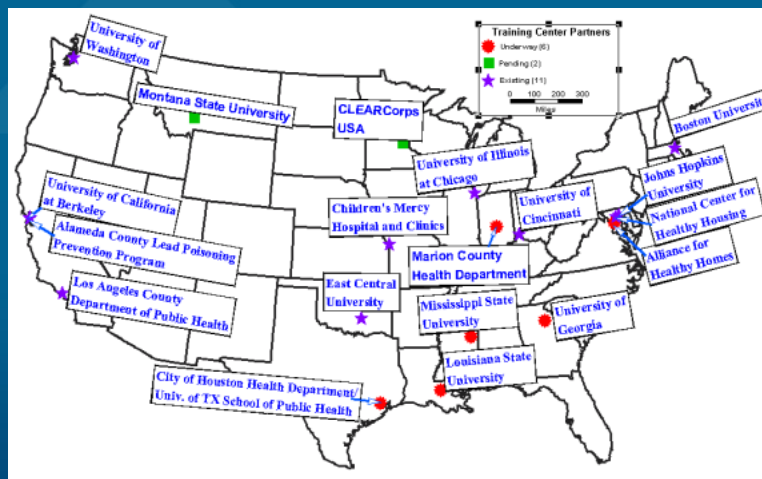 Training Center Partners
Underway (6)
Pending (2)
Existing (11)
0 100 200 300
Miles
University of
Washington
Montana State University
CLEARCorps
USA
Boston University
University of Illinois
at Chicago
Johns Hopkins
University
University of California
at Berkeley
University of
Cincinnati
National Center for
Healthy Housing
Children's Mercy
Hospital and Clinics
Alameda County Lead Poisoning
Prevention Program
Marion County
Health Department
Alliance for
Healthy Homes
Los Angeles County
Department of Public Health
East Central
University
Mississippi State
University
University of
Georgia
Louisiana State
University
City of Houston Health Department/
Univ. of TX School of Public Health